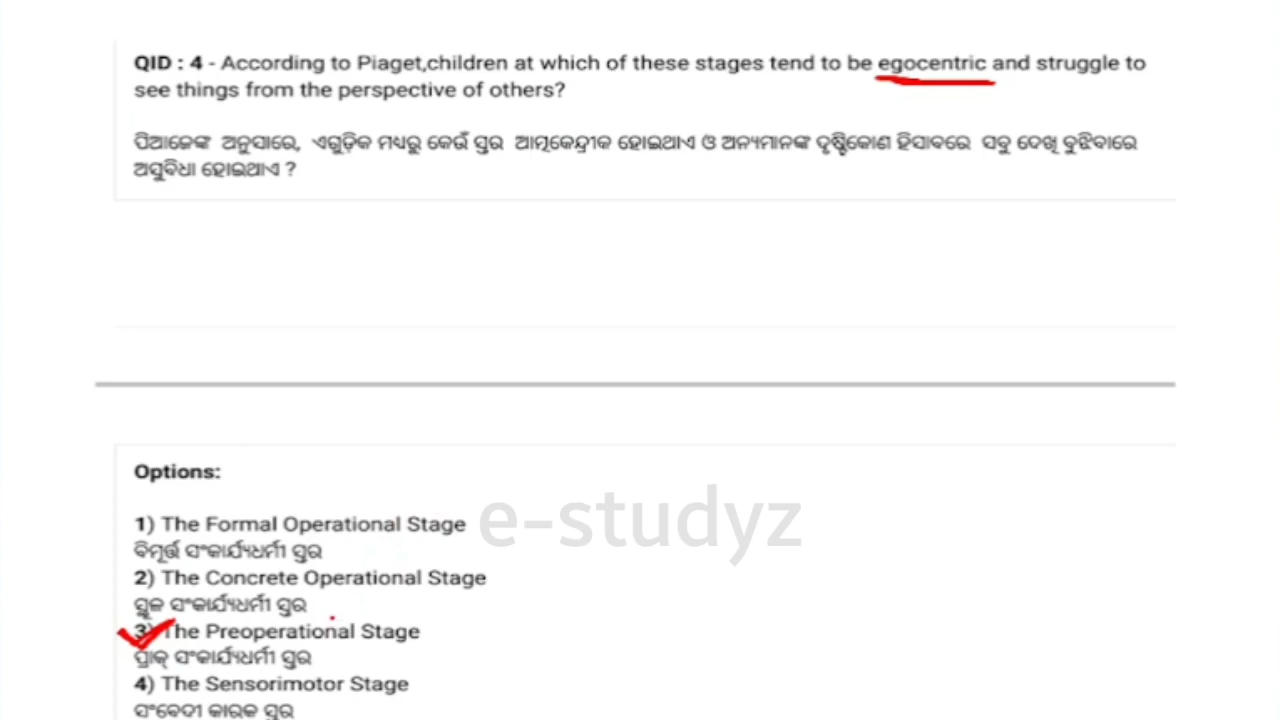 QID : 4 - According to Piaget,children at which of these stages tend to be egocentric and struggle to
see things from the perspective of others?
ପିଆଜେଙ୍କ ଅନୁସାରେ, ଏଗୁଡ଼ିକ ମଧ୍ୟରୁ କେଉଁ ସ୍ତର ଆତ୍ମକେନ୍ଦ୍ରୀକ ହୋଇଥାଏ ଓ ଅନ୍ୟମାନଙ୍କ ଦୃଷ୍ଟିକୋଣ ହିସାବରେ ସବୁ ଦେଖି ବୁଝିବାରେ
ଅସୁବିଧା ହୋଇଥାଏ ?
Options:
1) The Formal Operational Stage
ବିମୂର୍ତ୍ତ ସଂକାର୍ଯ୍ୟଧର୍ମୀ ସ୍ତର
2) The Concrete Operational Stage
ସ୍ଥୂଳ ସଂକାର୍ଯ୍ୟଧର୍ମୀ ସ୍ତର
3) The Preoperational Stage
ପ୍ରାକ୍ ସଂକାର୍ଯ୍ୟଧର୍ମୀ ସ୍ତର
4) The Sensorimotor Stage
ସଂବେଦୀ କାରକ ସ୍ତର
e-studyz